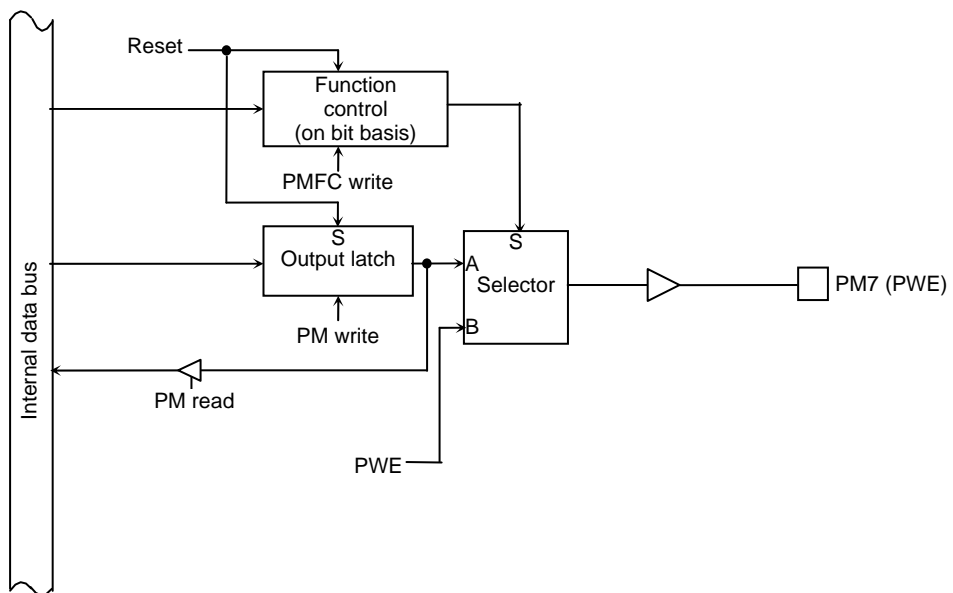 Reset
Function
control
(on bit basis)
PMFC write
S
Output latch
PM write
S
A
Selector
B
PM7 (PWE)
PM read
PWE
Internal data bus